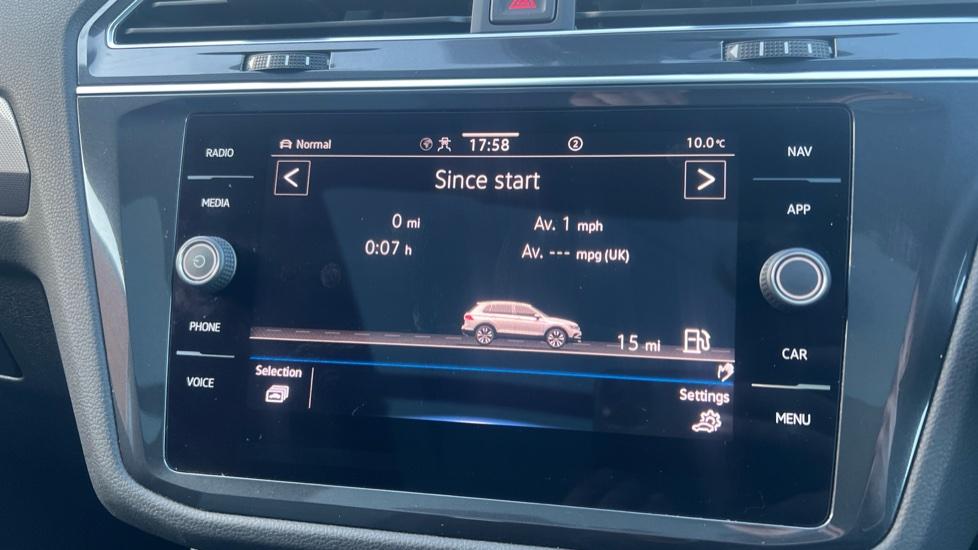 Normal 17:58 2 10.0°C
RADIO
NAV
< Since start >
MEDIA
APP
0 mi Av. 1 mph
0:07 h Av. --- mpg (UK)
PHONE
15 mi
CAR
VOICE
Selection
Settings
MENU